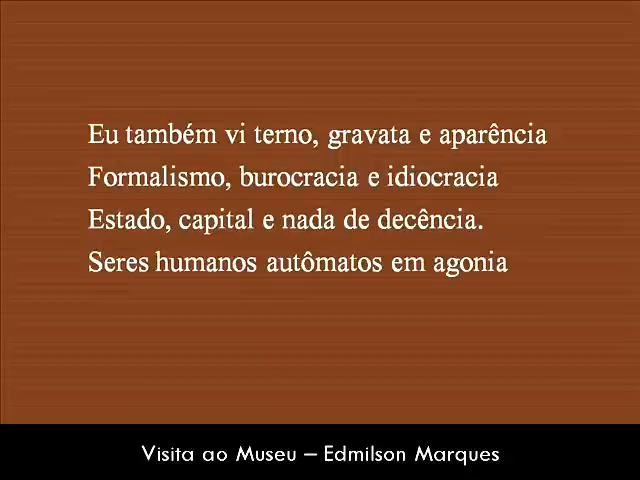 Eu também vi terno, gravata e aparência
Formalismo, burocracia e idiocracia
Estado, capital e nada de decência.
Seres humanos autômatos em agonia
Visita ao Museu – Edmilson Marques